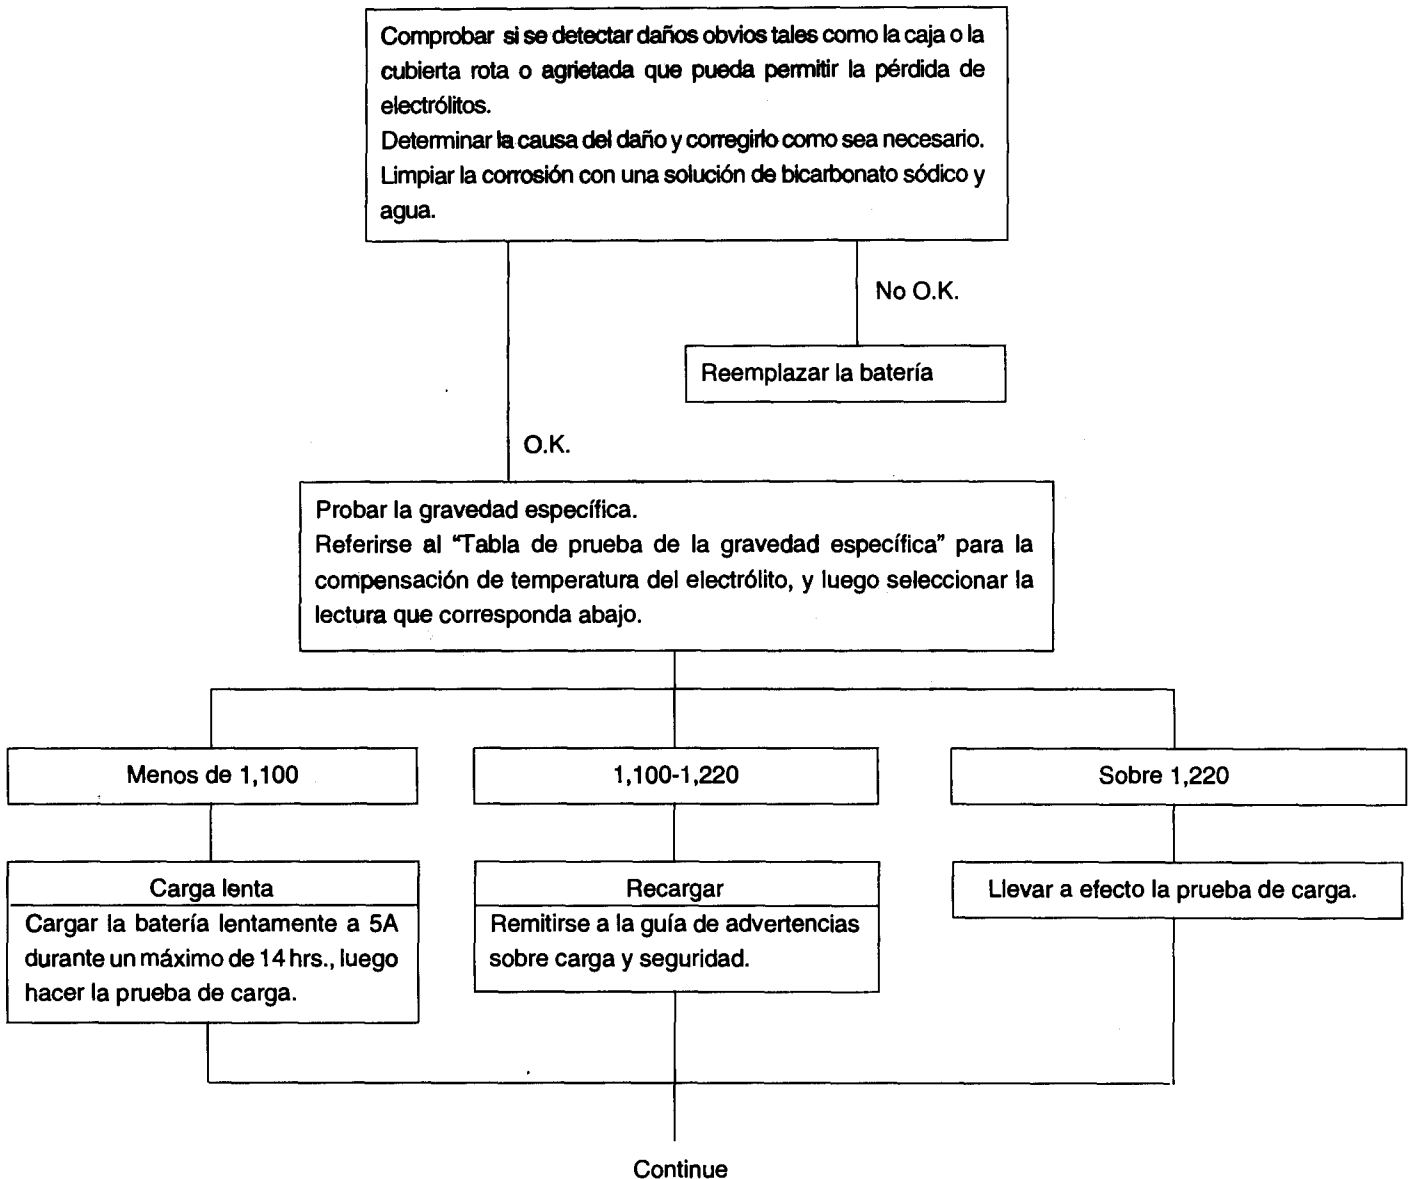 Comprobar si se detectar daños obvios tales como la caja o la
cubierta rota o agrietada que pueda permitir la pérdida de
electrólitos.
Determinar la causa del daño y corregirlo como sea necesario.
Limpiar la corrosión con una solución de bicarbonato sódico y
agua.
No O.K.
Reemplazar la batería
O.K.
Probar la gravedad específica.
Referirse al “Tabla de prueba de la gravedad específica” para la
compensación de temperatura del electrólito, y luego seleccionar la
lectura que corresponda abajo.
Menos de 1,100
1,100-1,220
Sobre 1,220
Carga lenta
Cargar la batería lentamente a 5A
durante un máximo de 14 hrs., luego
hacer la prueba de carga.
Recargar
Remitirse a la guía de advertencias
sobre carga y seguridad.
Llevar a efecto la prueba de carga.
Continue